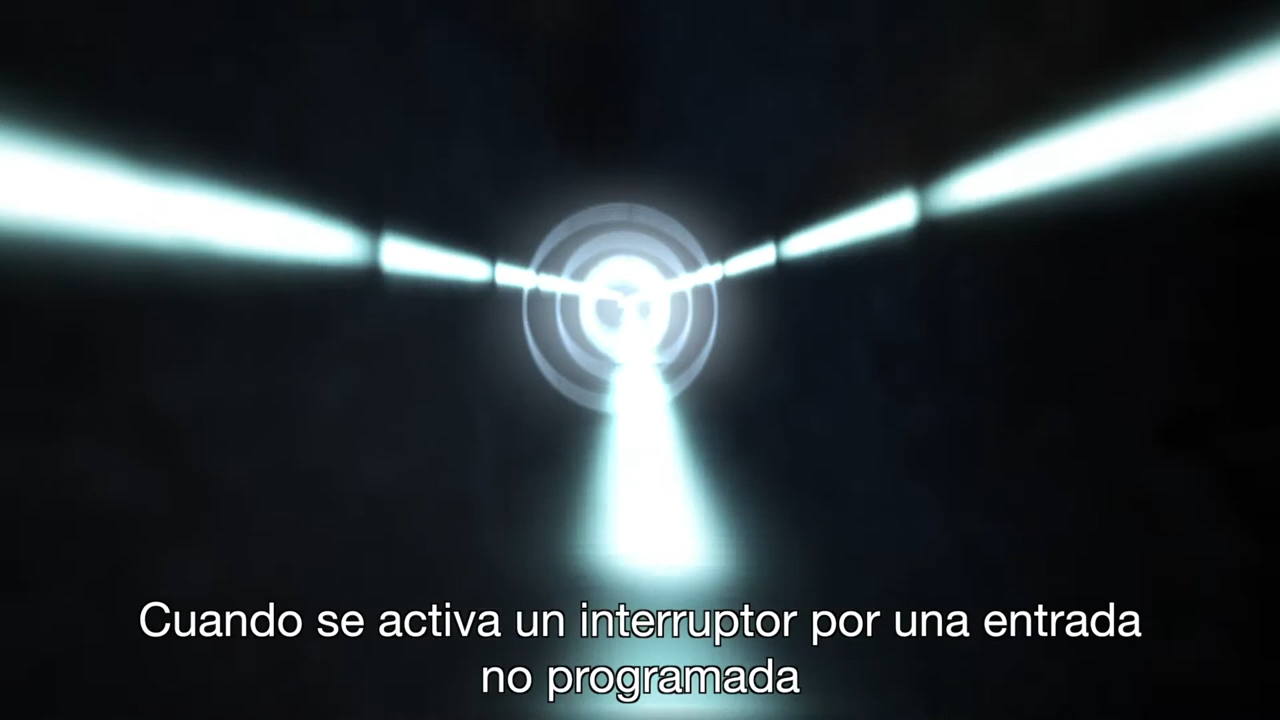 Cuando se activa un interruptor por una entrada
no programada